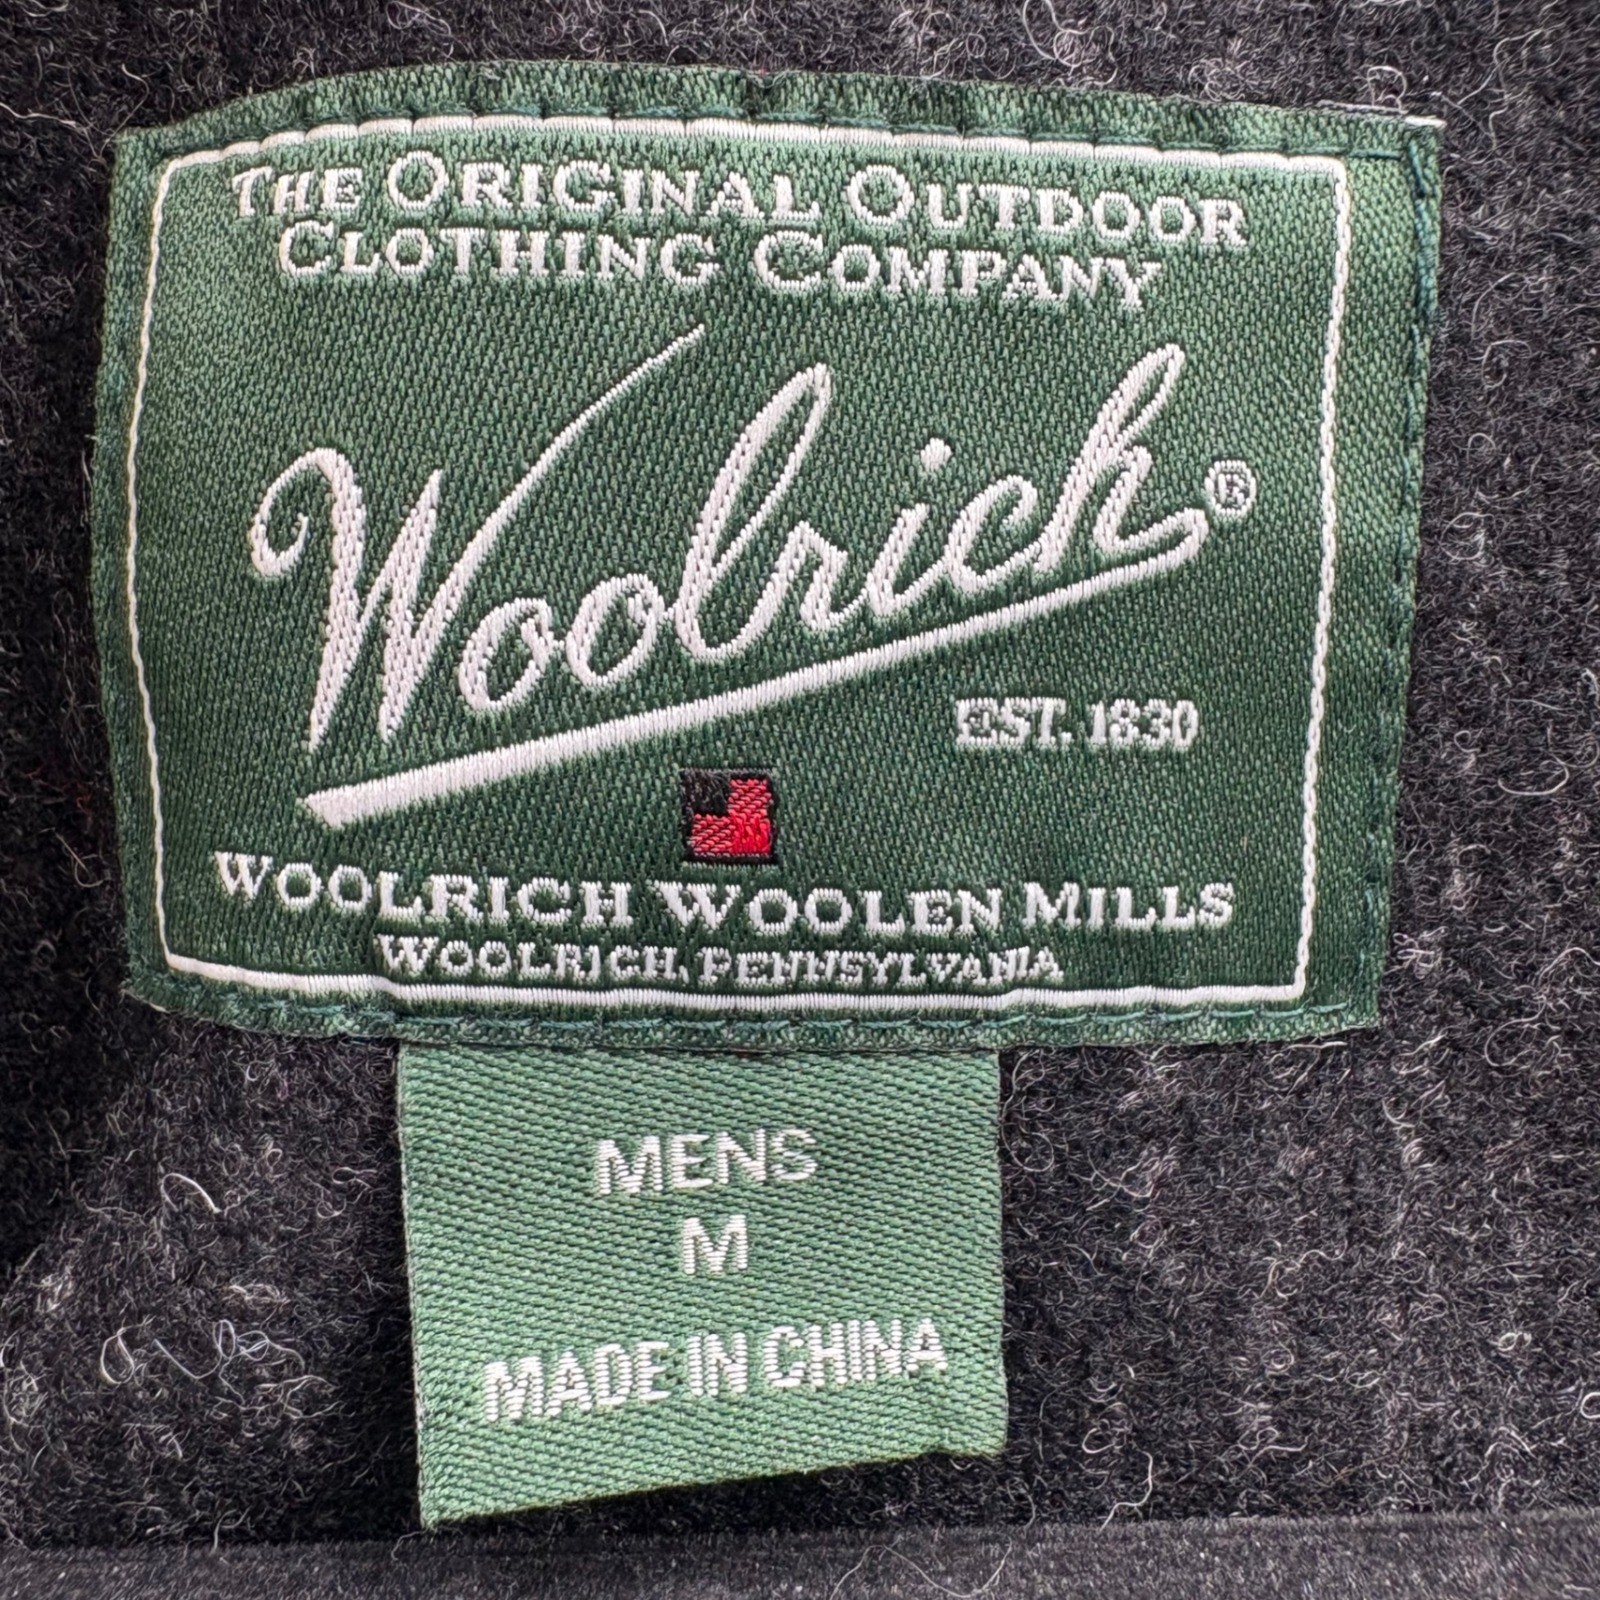 THE ORIGINAL OUTDOOR
CLOTHING COMPANY
Woolrich®
EST. 1830
WOOLRICH WOOLEN MILLS
WOOLRICH, PENNSYLVANIA
MENS
M
MADE IN CHINA